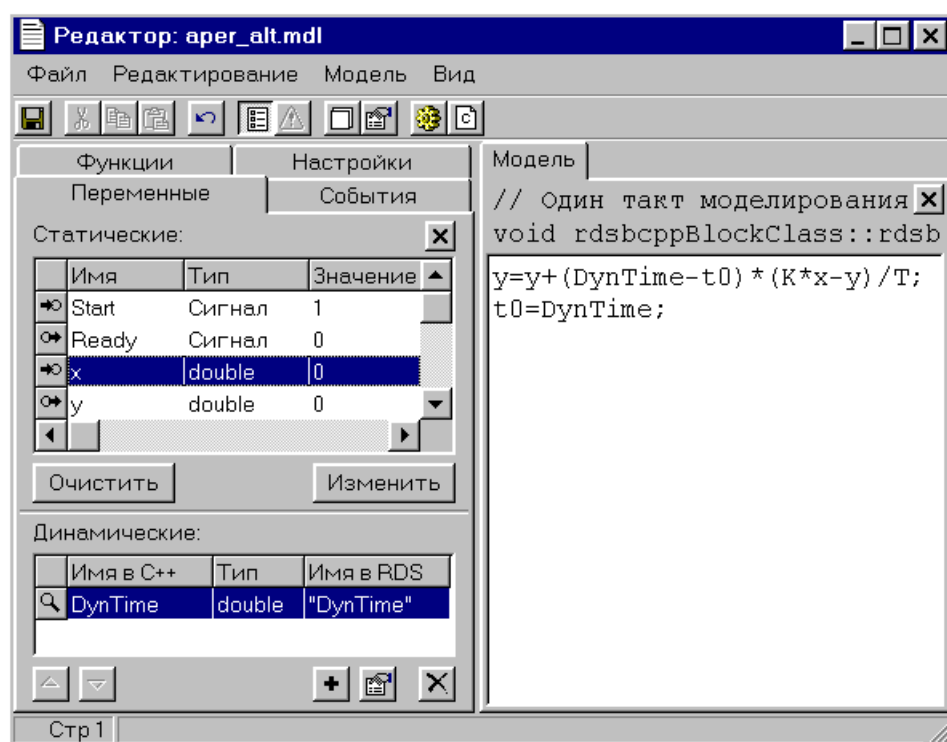 Редактор: aper_alt.mdl
Файл Редактирование Модель Вид
Функции Настройки
Переменные События
Статические:
Имя Тип Значение
Start Сигнал 1
Ready Сигнал 0
x double 0
y double 0
Очистить Изменить
Динамические:
Имя в C++ Тип Имя в RDS
DynTime double "DynTime"
Модель
// Один такт моделирования
void rdsbcppBlockClass::rdsb
y=y+(DynTime-t0)*(K*x-y)/T;
t0=DynTime;
Стр 1